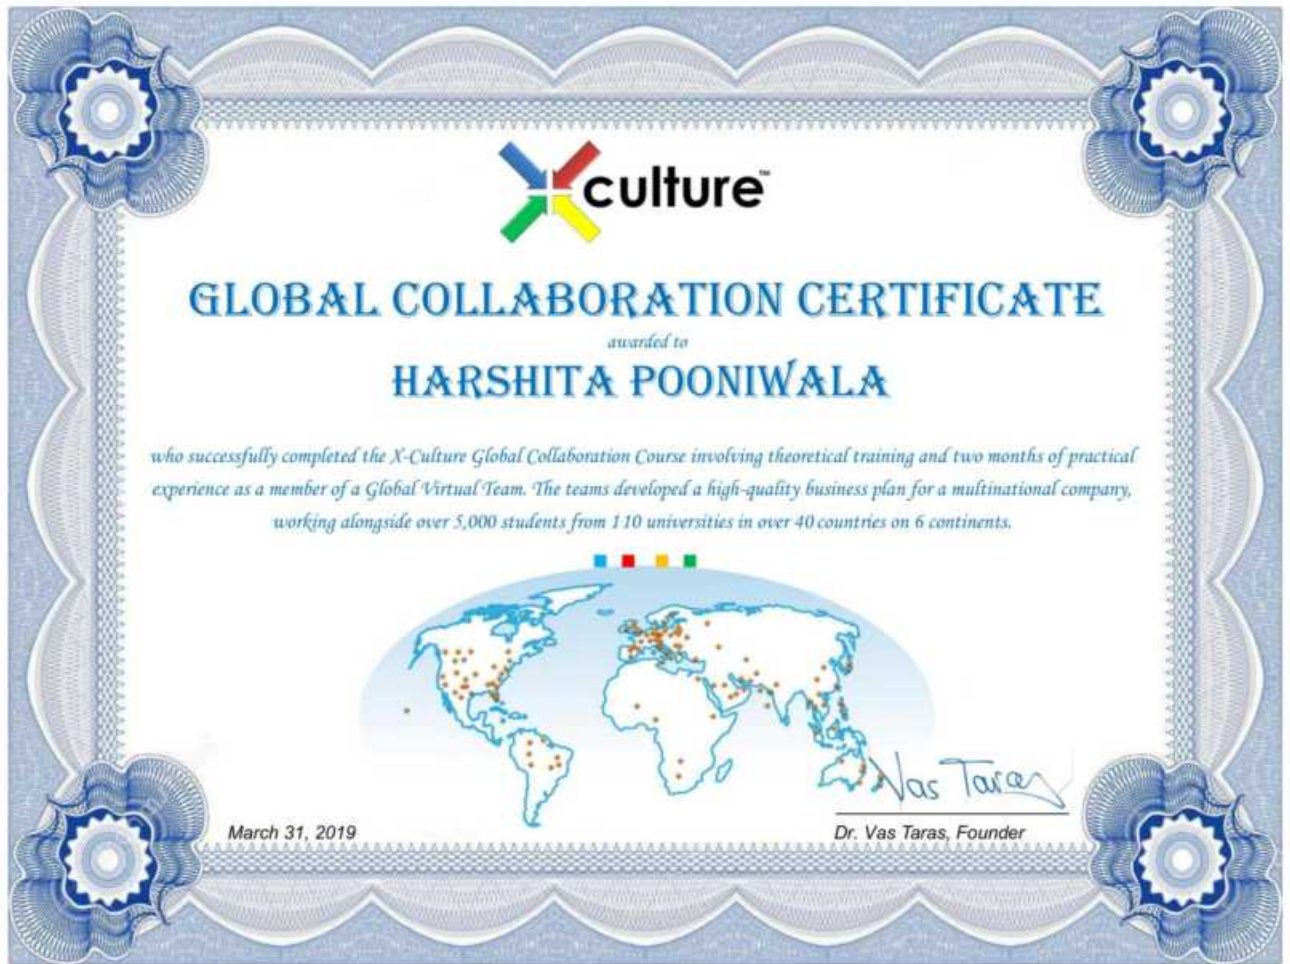 culture™
GLOBAL COLLABORATION CERTIFICATE
awarded to
HARSHITA POONIWALA
who successfully completed the X-Culture Global Collaboration Course involving theoretical training and two months of practical
experience as a member of a Global Virtual Team. The teams developed a high-quality business plan for a multinational company,
working alongside over 5,000 students from 110 universities in over 40 countries on 6 continents.
Vas Taras
March 31, 2019
Dr. Vas Taras, Founder